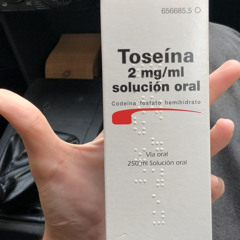 656685.5 O
Toseína
2 mg/ml
solución oral
Codeína fosfato hemihidrato
Vía oral
250 ml Solución oral